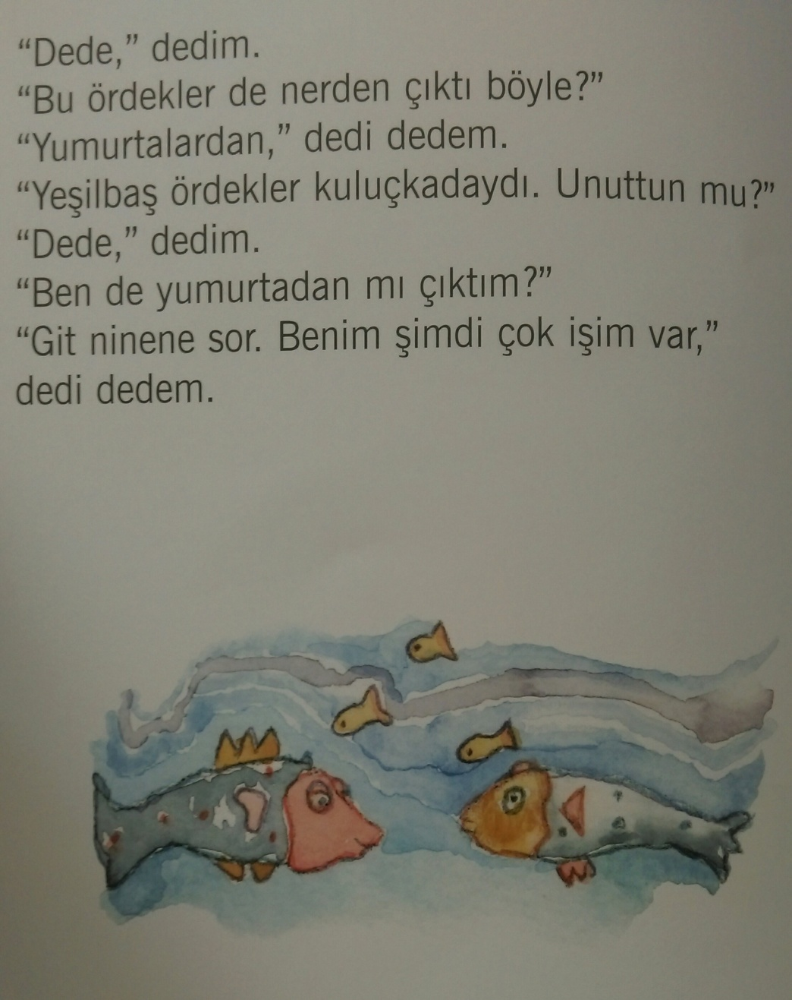 “Dede,” dedim.
“Bu ördekler de nerden çıktı böyle?”
“Yumurtalardan,” dedi dedem.
“Yeşilbaş ördekler kuluçkadaydı. Unuttun mu?”
“Dede,” dedim.
“Ben de yumurtadan mı çıktım?”
“Git ninene sor. Benim şimdi çok işim var,”
dedi dedem.